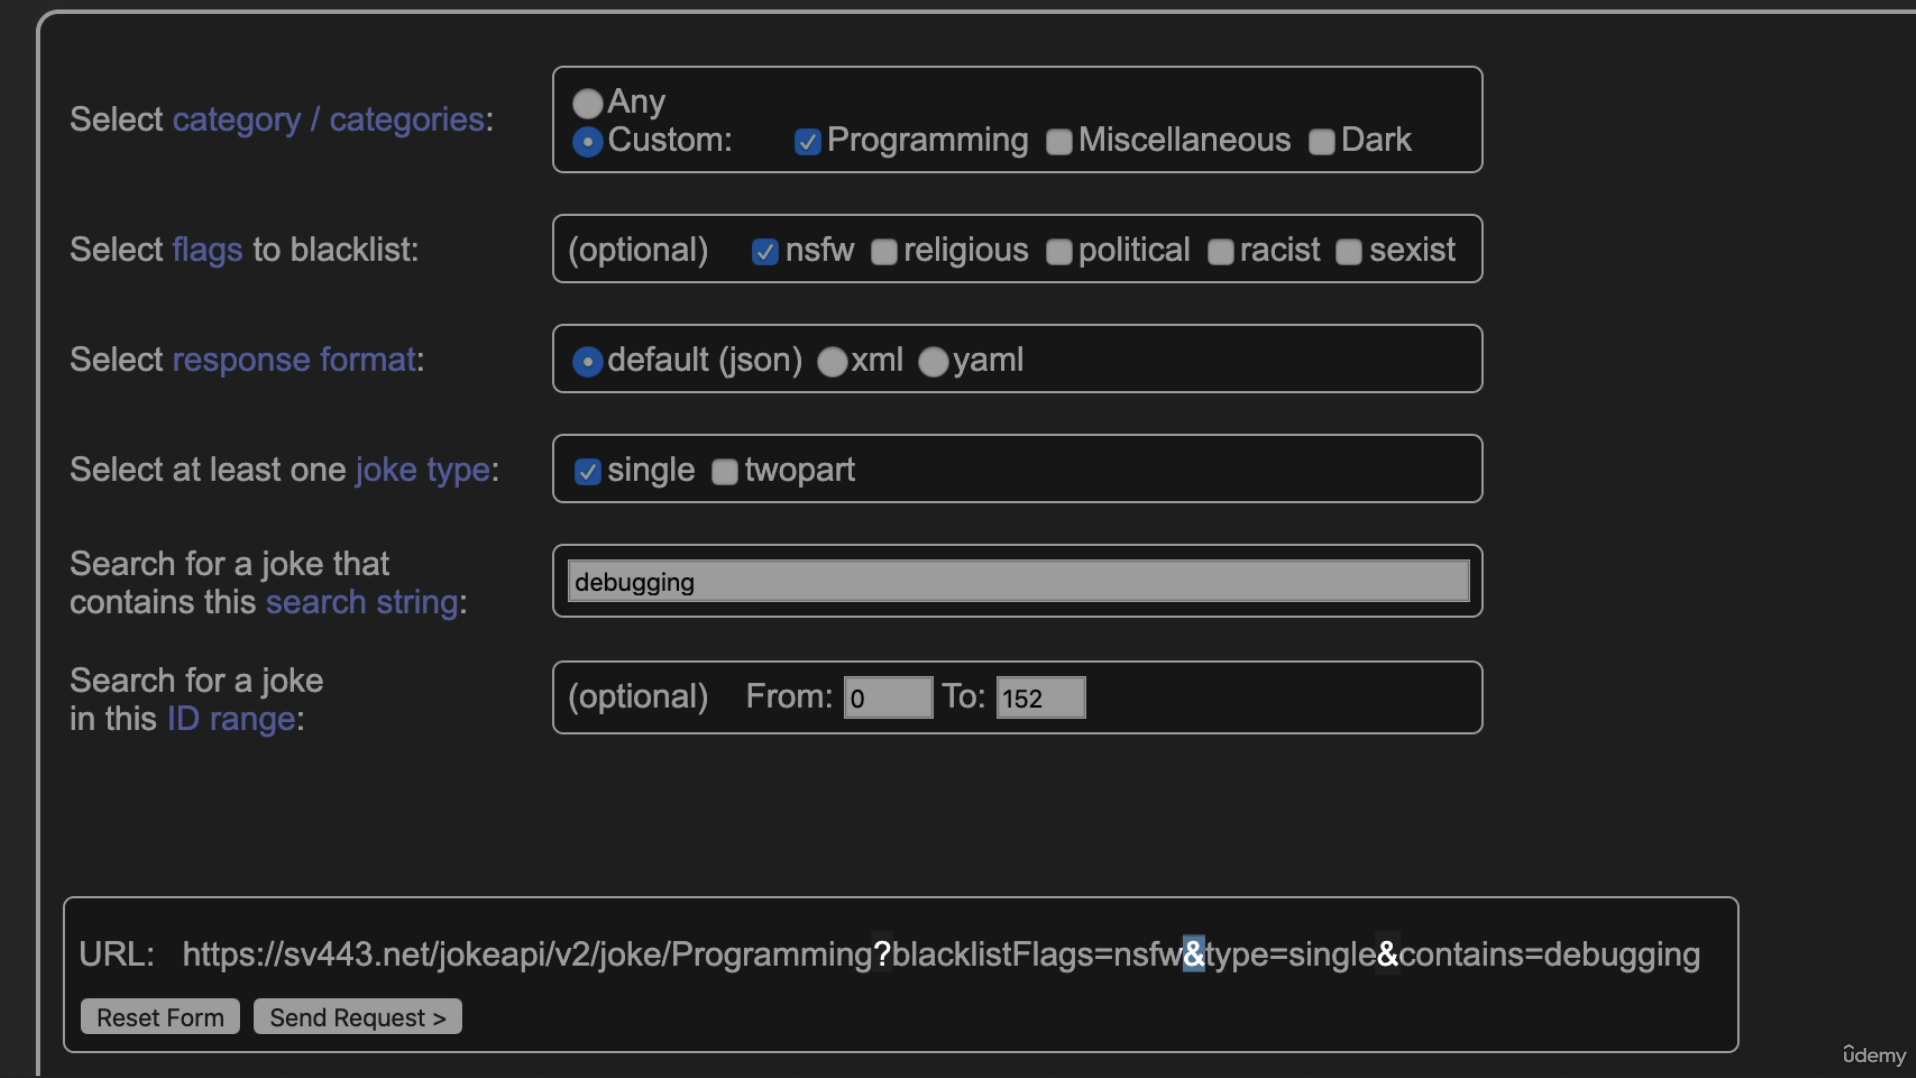 Select category / categories:
Any
Custom: Programming Miscellaneous Dark
Select flags to blacklist:
(optional) nsfw religious political racist sexist
Select response format:
default (json) xml yaml
Select at least one joke type:
single twopart
Search for a joke that
contains this search string:
debugging
Search for a joke
in this ID range:
(optional) From: 0 To: 152
URL: https://sv443.net/jokeapi/v2/joke/Programming?blacklistFlags=nsfw&type=single&contains=debugging
Reset Form Send Request >
ûdemy